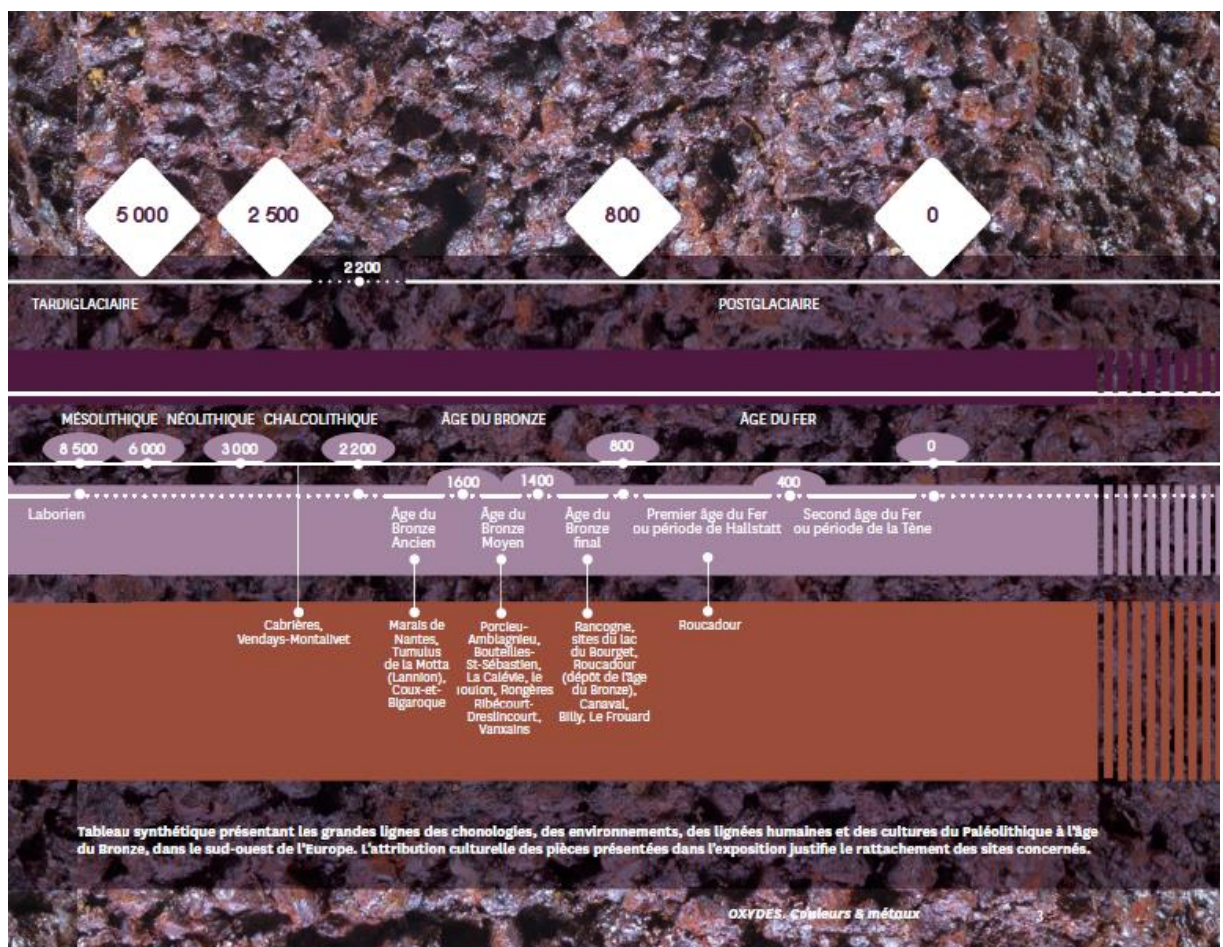 5 000
2 500
800
0
2 200
TARDIGLACIAIRE
POSTGLACIAIRE
MÉSOLITHIQUE
NÉOLITHIQUE
CHALCOLITHIQUE
ÂGE DU BRONZE
ÂGE DU FER
8 500
6 000
3 000
2 200
800
0
1600
1400
400
Laborien
Âge du
Bronze
Ancien
Âge du
Bronze
Moyen
Âge du
Bronze
final
Premier âge du Fer
ou période de Hallstatt
Second âge du Fer
ou période de la Tène
Cabrières,
Vendays-Montalivet
Marais de
Nantes,
Tumulus
de la Motta
(Lannion),
Coux-et-
Bigaroque
Porcieu-
Amblagnieu,
Bouteilles-
St-Sébastien,
La Calévie, le
Toulon, Rongères
Ribécourt-
Dreslincourt,
Vanxains
Rancogne,
sites du lac
du Bourget,
Roucadour
(dépôt de l'âge
du Bronze),
Canaval,
Billy, Le Frouard
Roucadour
Tableau synthétique présentant les grandes lignes des chonologies, des environnements, des lignées humaines et des cultures du Paléolithique à l'âge
du Bronze, dans le sud-ouest de l'Europe. L'attribution culturelle des pièces présentées dans l'exposition justifie le rattachement des sites concernés.
OXYDES. Couleurs & métaux
3